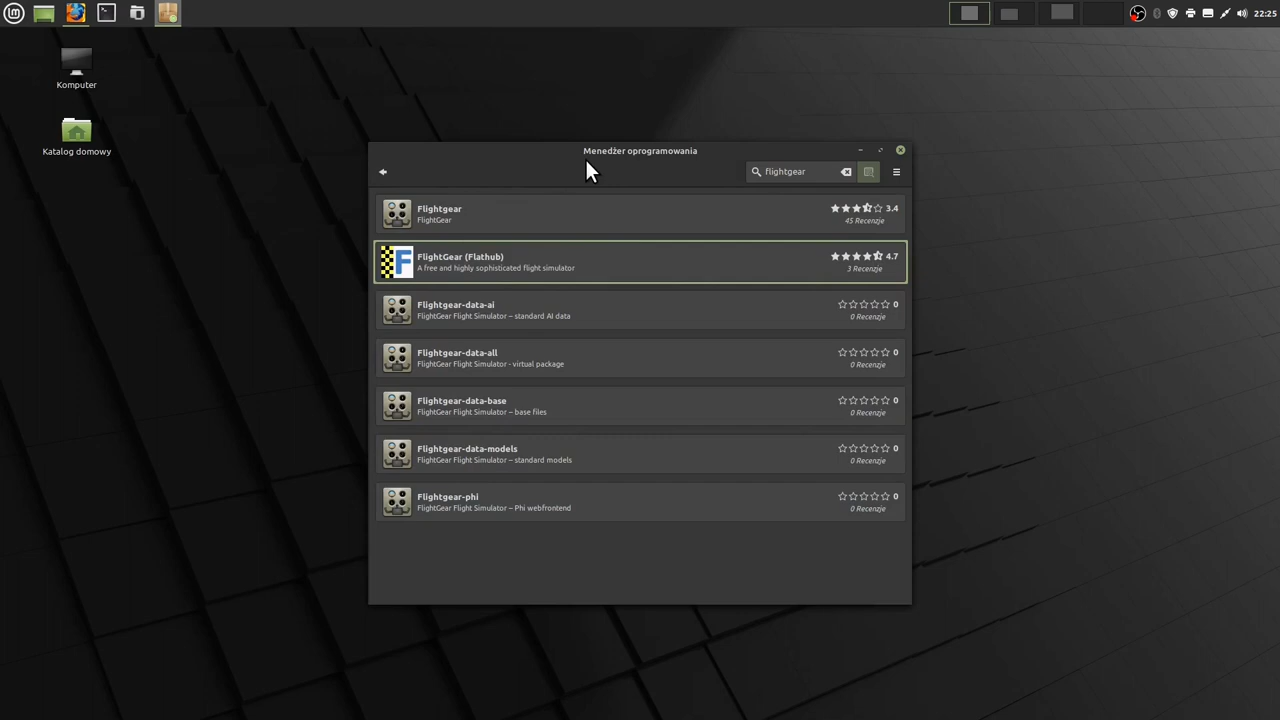 22:25
Komputer
Katalog domowy
Menedżer oprogramowania
flightgear
Flightgear
FlightGear
3.4
45 Recenzje
FlightGear (Flathub)
A free and highly sophisticated flight simulator
4.7
3 Recenzje
Flightgear-data-ai
FlightGear Flight Simulator – standard AI data
0
0 Recenzje
Flightgear-data-all
FlightGear Flight Simulator - virtual package
0
0 Recenzje
Flightgear-data-base
FlightGear Flight Simulator – base files
0
0 Recenzje
Flightgear-data-models
FlightGear Flight Simulator – standard models
0
0 Recenzje
Flightgear-phi
FlightGear Flight Simulator – Phi webfrontend
0
0 Recenzje